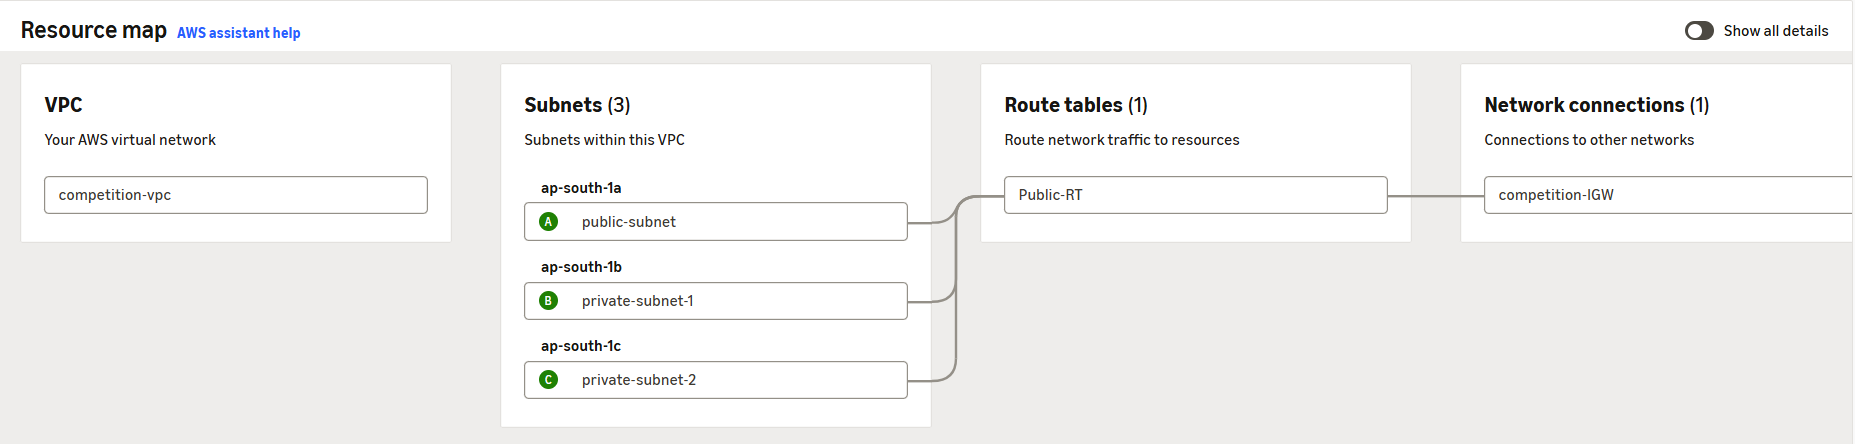 Resource map AWS assistant help
Show all details
VPC
Your AWS virtual network
competition-vpc
Subnets (3)
Subnets within this VPC
ap-south-1a
A public-subnet
ap-south-1b
B private-subnet-1
ap-south-1c
C private-subnet-2
Route tables (1)
Route network traffic to resources
Public-RT
Network connections (1)
Connections to other networks
competition-IGW